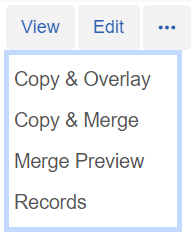 View Edit •••
Copy & Overlay
Copy & Merge
Merge Preview
Records